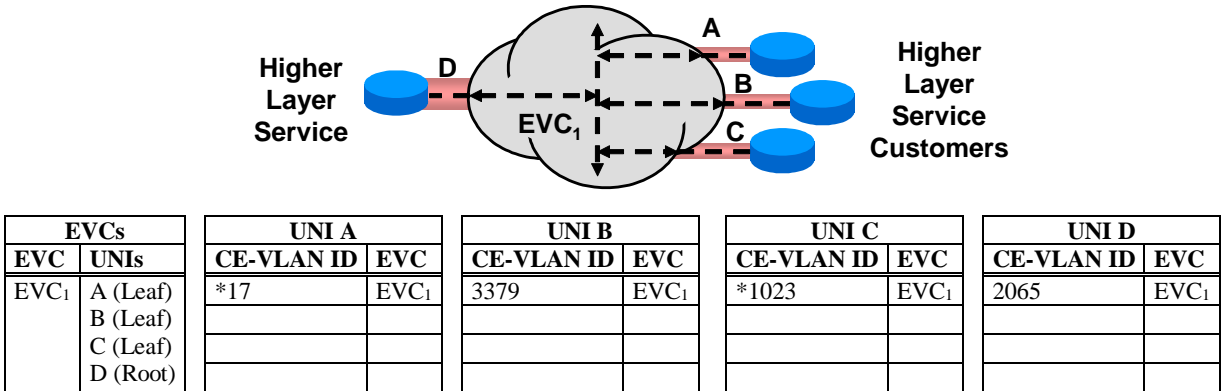 Higher
Layer
Service
D
EVC1
A
B
C
Higher
Layer
Service
Customers
EVCs
EVC UNIs
EVC1 A (Leaf)
B (Leaf)
C (Leaf)
D (Root)
UNI A
CE-VLAN ID EVC
*17 EVC1
UNI B
CE-VLAN ID EVC
3379 EVC1
UNI C
CE-VLAN ID EVC
*1023 EVC1
UNI D
CE-VLAN ID EVC
2065 EVC1